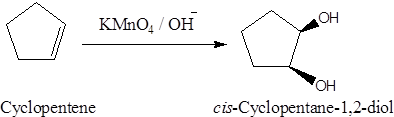 KMnO₄ / OH⁻
OH
OH
Cyclopentene
cis-Cyclopentane-1,2-diol